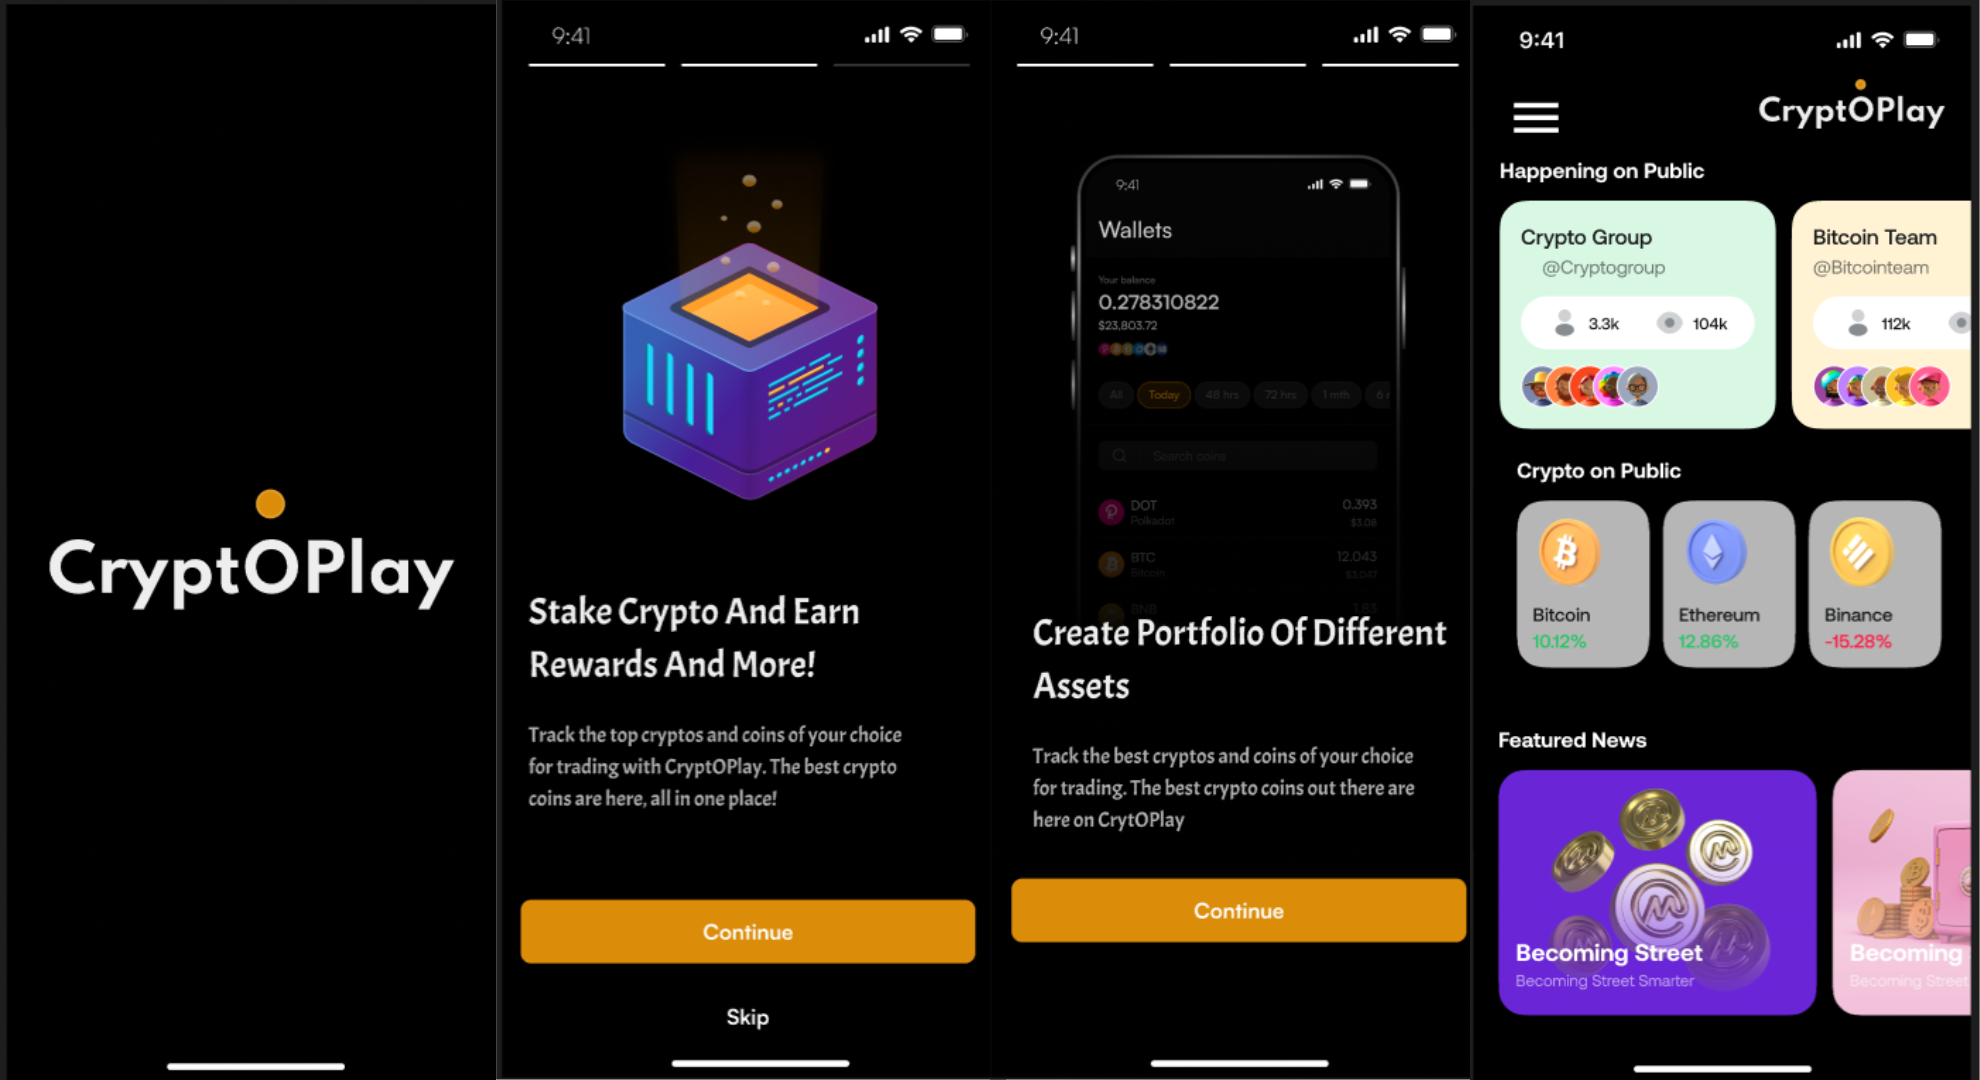 CryptOPlay
9:41
Stake Crypto And Earn
Rewards And More!
Track the top cryptos and coins of your choice
for trading with CryptOPlay. The best crypto
coins are here, all in one place!
Continue
Skip
9:41
9:41
Wallets
Your balance
0.278310822
$23,803.72
All
Today
48 hrs
72 hrs
1 mth
6
Search coins
DOT
0.393
Polkadot
$3.08
BTC
12.043
Bitcoin
$3,047
BNB
1.83
Create Portfolio Of Different
Assets
Track the best cryptos and coins of your choice
for trading. The best crypto coins out there are
here on CrytOPlay
Continue
9:41
CryptOPlay
Happening on Public
Crypto Group
@Cryptogroup
3.3k
104k
Bitcoin Team
@Bitcointeam
112k
Crypto on Public
Bitcoin
10.12%
Ethereum
12.86%
Binance
-15.28%
Featured News
Becoming Street
Becoming Street Smarter
Becoming
Becoming Street